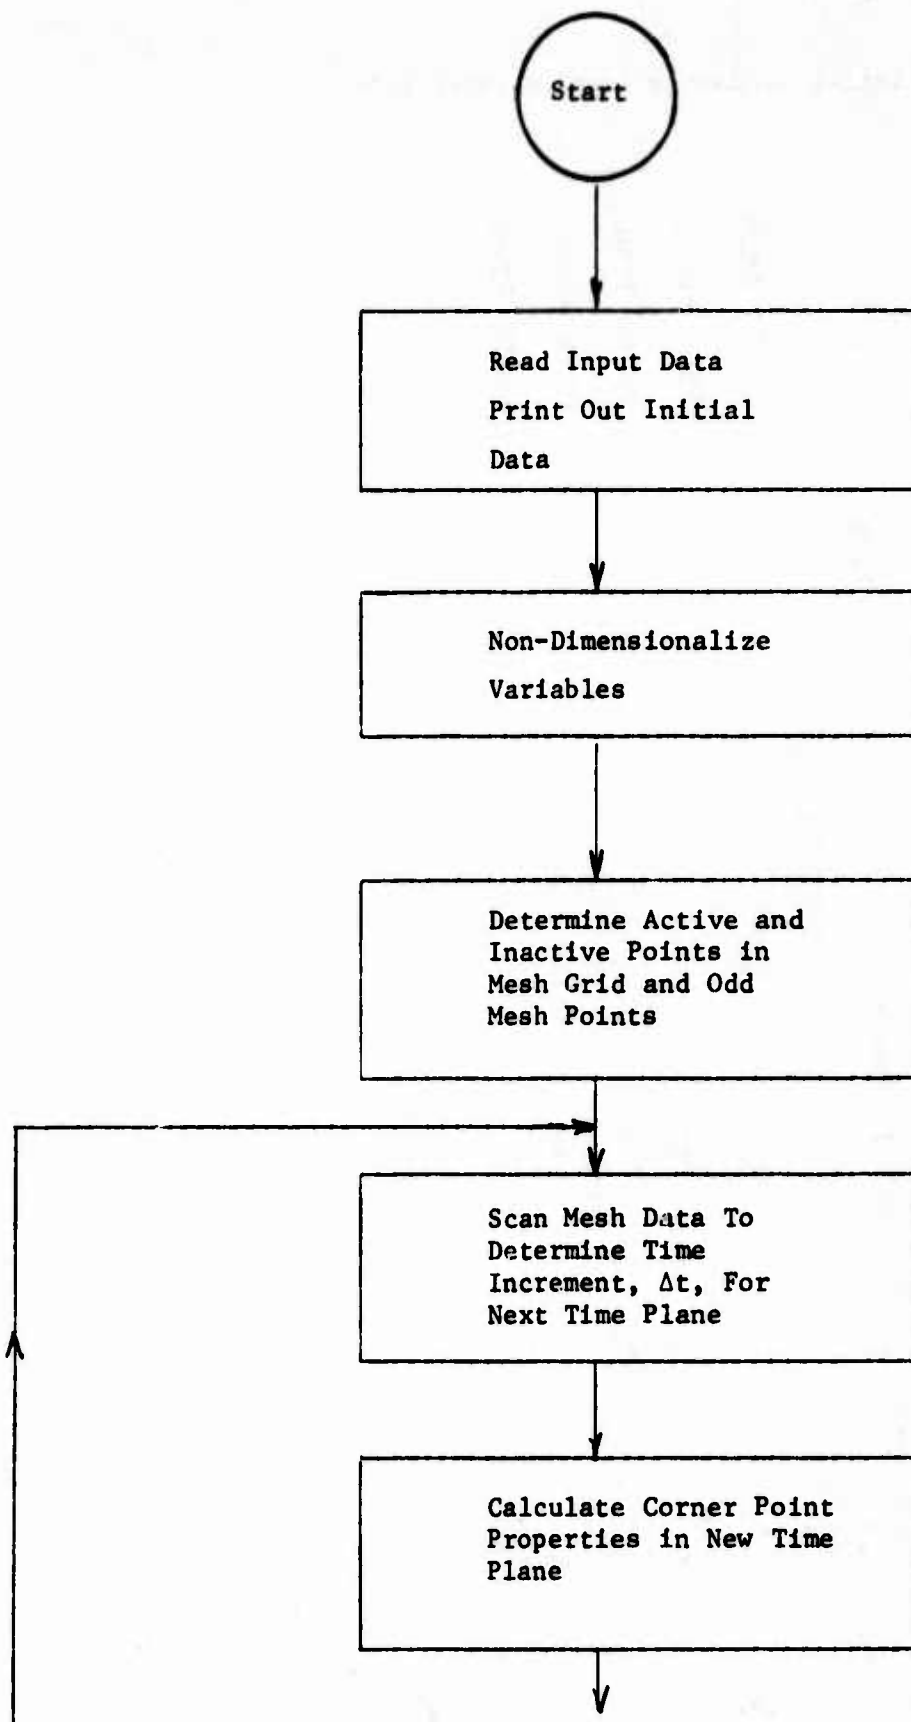 Start
Read Input Data
Print Out Initial
Data
Non-Dimensionalize
Variables
Determine Active and
Inactive Points in
Mesh Grid and Odd
Mesh Points
Scan Mesh Data To
Determine Time
Increment, Δt, For
Next Time Plane
Calculate Corner Point
Properties in New Time
Plane